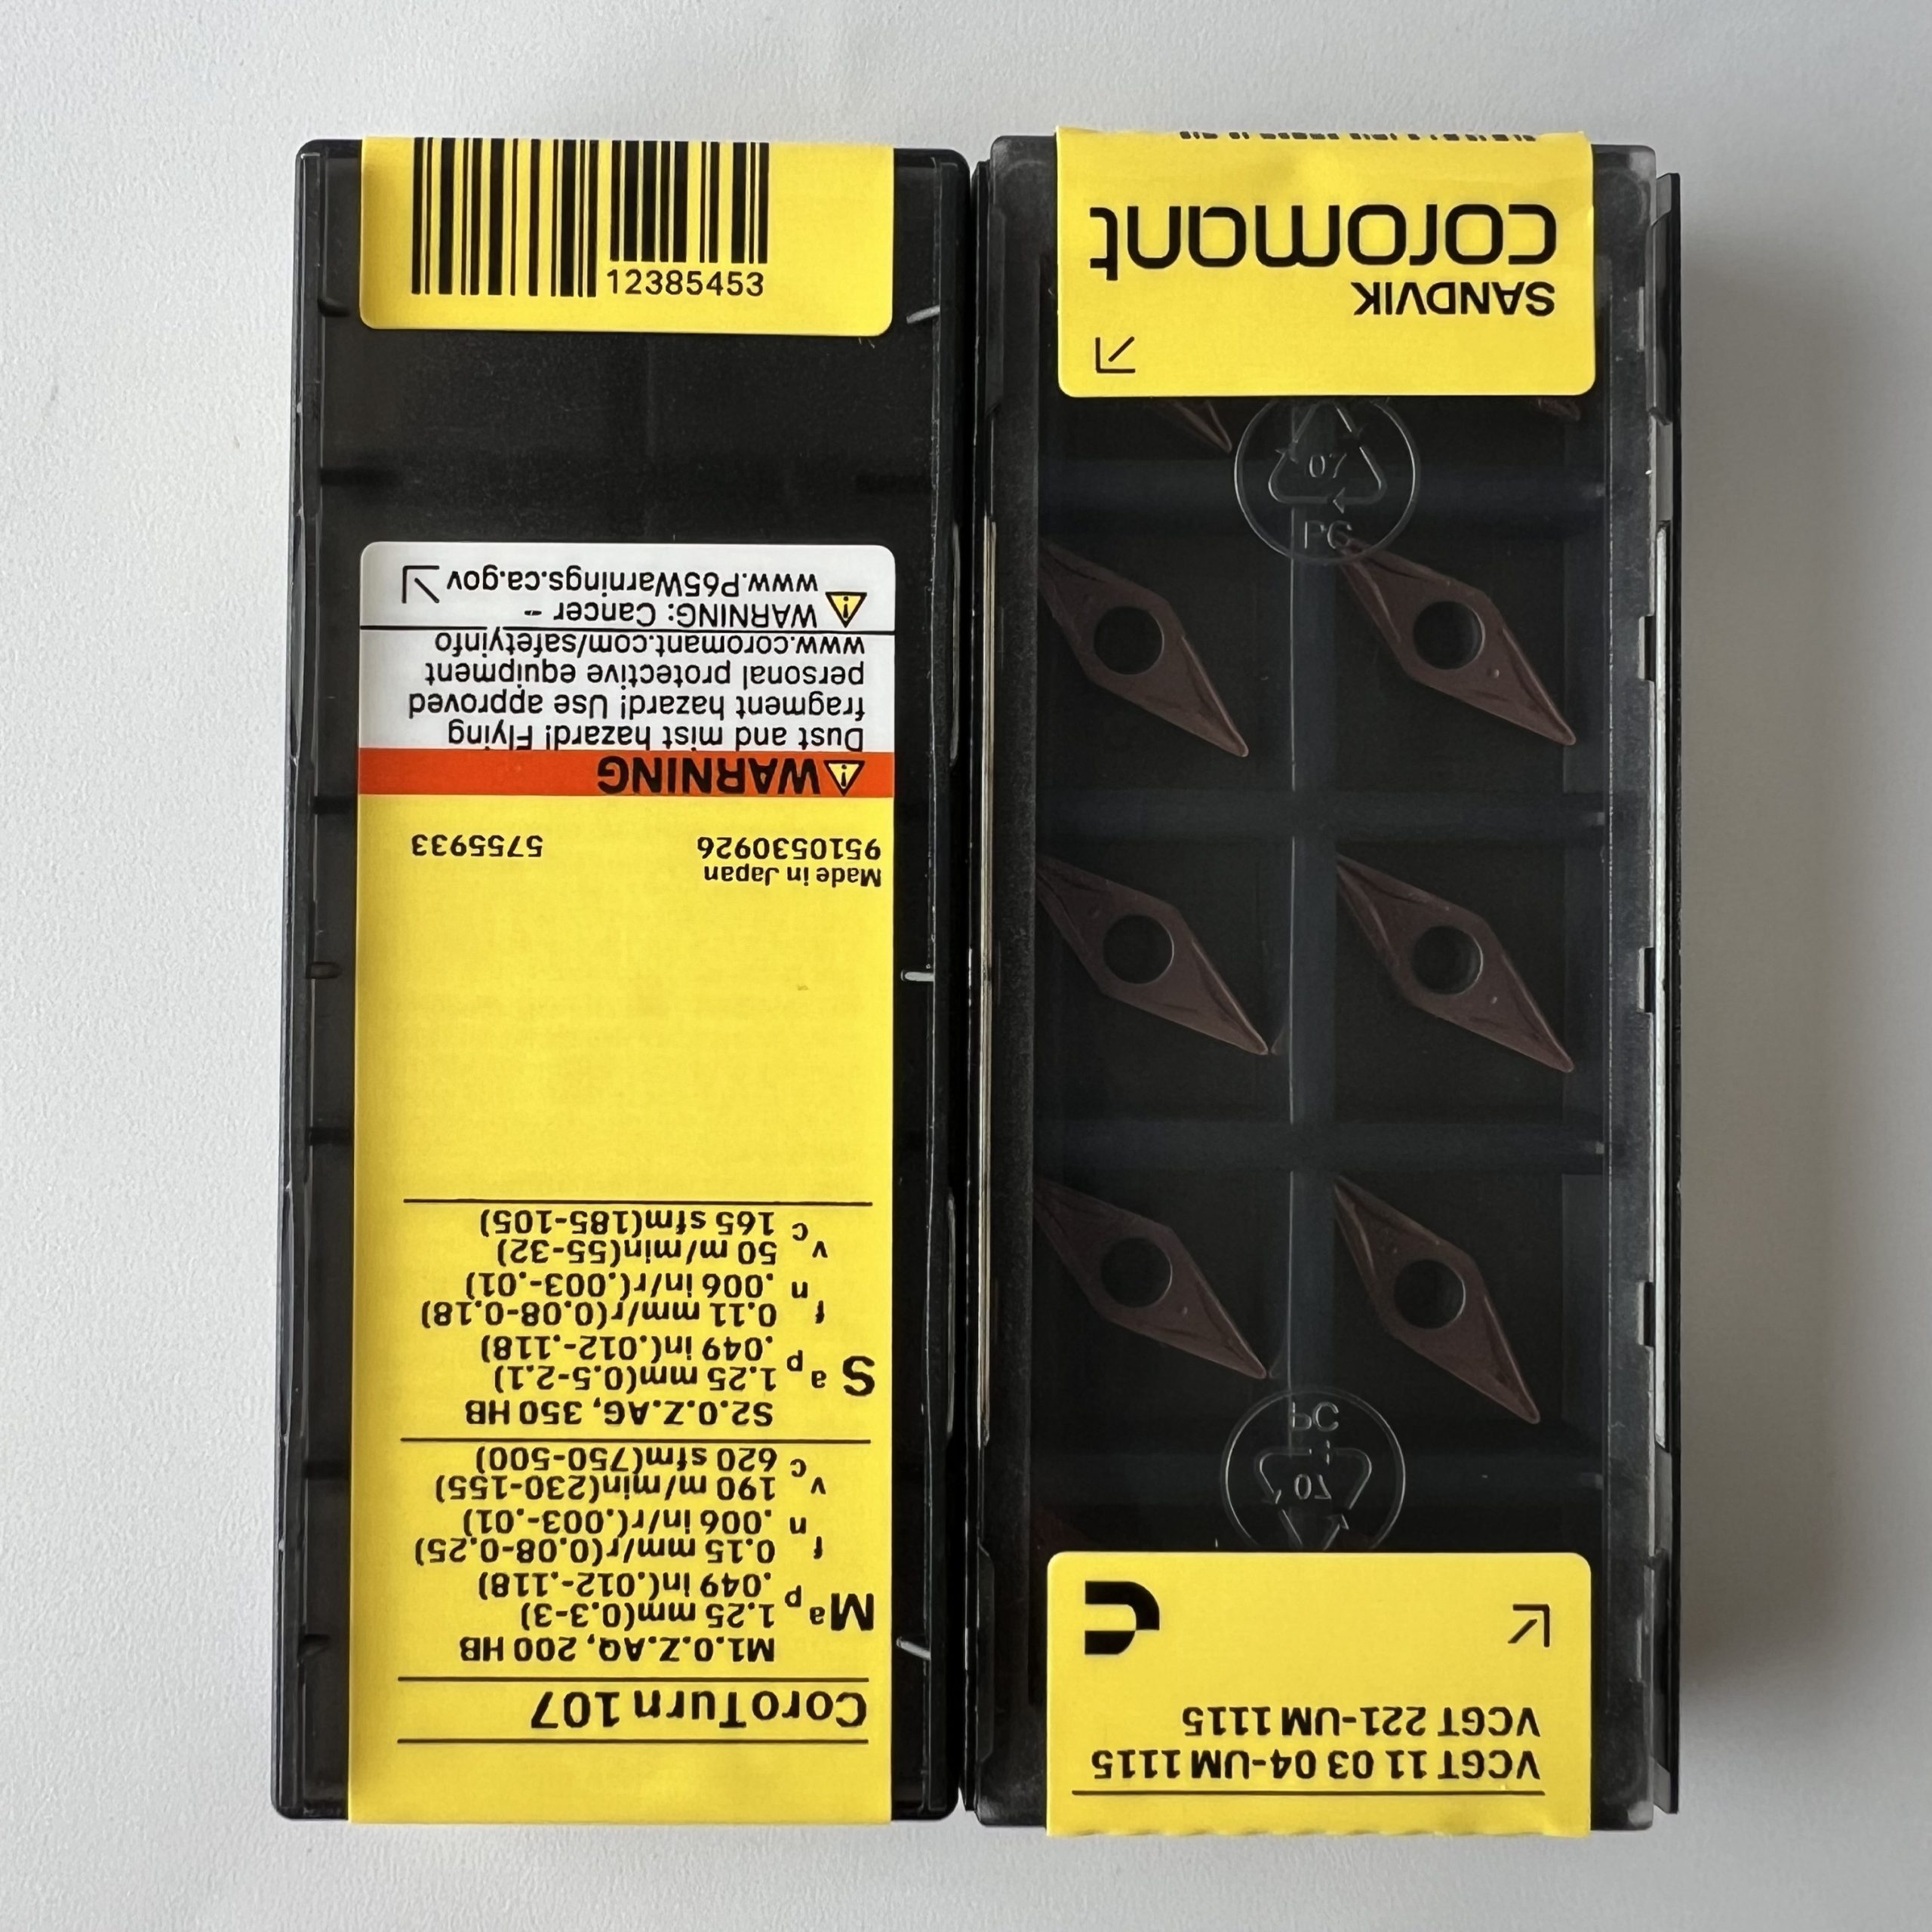 CoroTurn 107
M1.0.Z.AQ, 200 HB
M ap 1.25 mm(0.3-3)
.049 in(.012-.118)
fn 0.15 mm/r(0.08-0.25)
.006 in/r(.003-.01)
vc 190 m/min(230-155)
620 sfm(750-500)
S2.0.Z.AG, 350 HB
S ap 1.25 mm(0.5-2.1)
.049 in(.012-.118)
fn 0.11 mm/r(0.08-0.18)
.006 in/r(.003-.01)
vc 50 m/min(55-32)
165 sfm(185-105)
Made in Japan
9510530926 5755933
WARNING
Dust and mist hazard! Flying
fragment hazard! Use approved
personal protective equipment
www.coromant.com/safetyinfo
WARNING: Cancer –
www.P65Warnings.ca.gov
12385453
VCGT 11 03 04-UM 1115
VCGT 221-UM 1115
07
PC
07
PC
SANDVIK
coromant